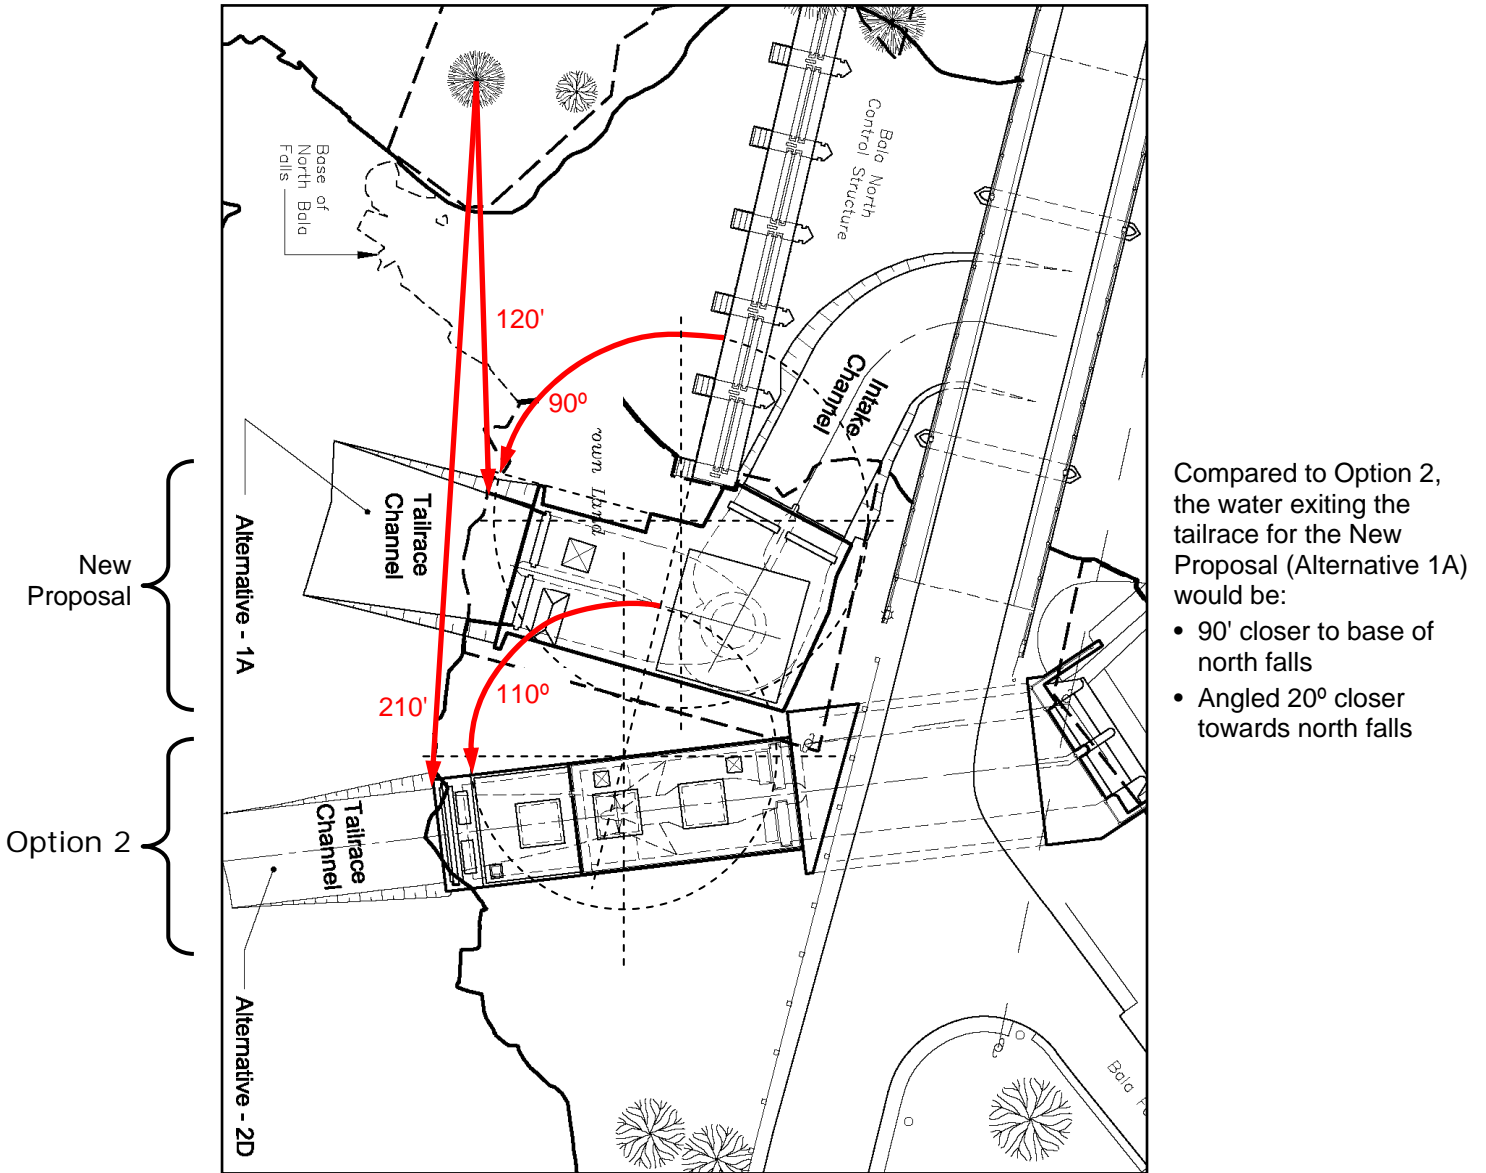 Base of
North Bala
Falls
Bala North
Control Structure
120'
90º
Intake
Channel
own Land
Tailrace
Channel
Alternative - 1A
New
Proposal
210'
110º
Option 2
Tailrace
Channel
Alternative - 2D
Bala
Compared to Option 2,
the water exiting the
tailrace for the New
Proposal (Alternative 1A)
would be:
• 90' closer to base of
north falls
• Angled 20º closer
towards north falls